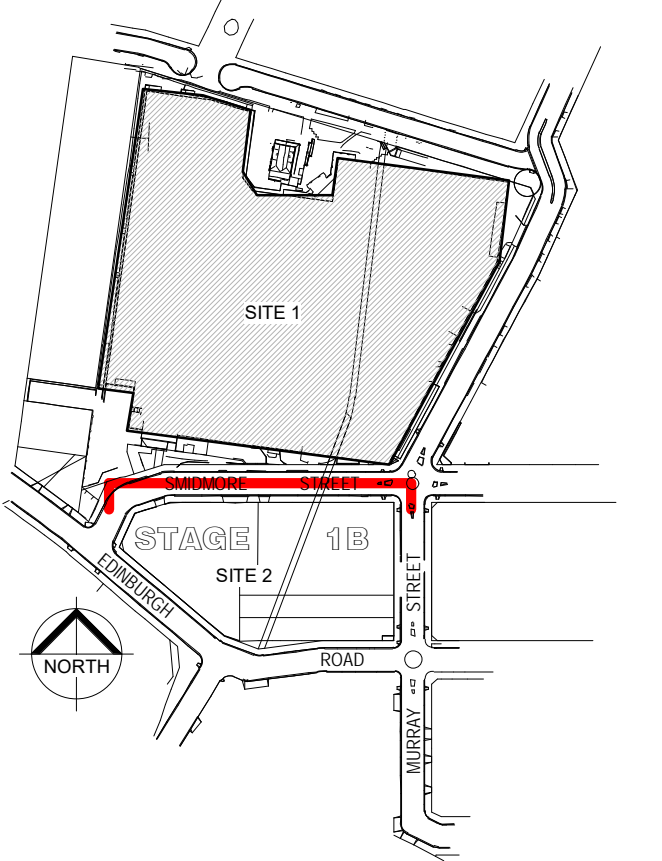 SITE 1
SMIDMORE STREET
STAGE 1B
SITE 2
EDINBURGH
ROAD
STREET
MURRAY
NORTH